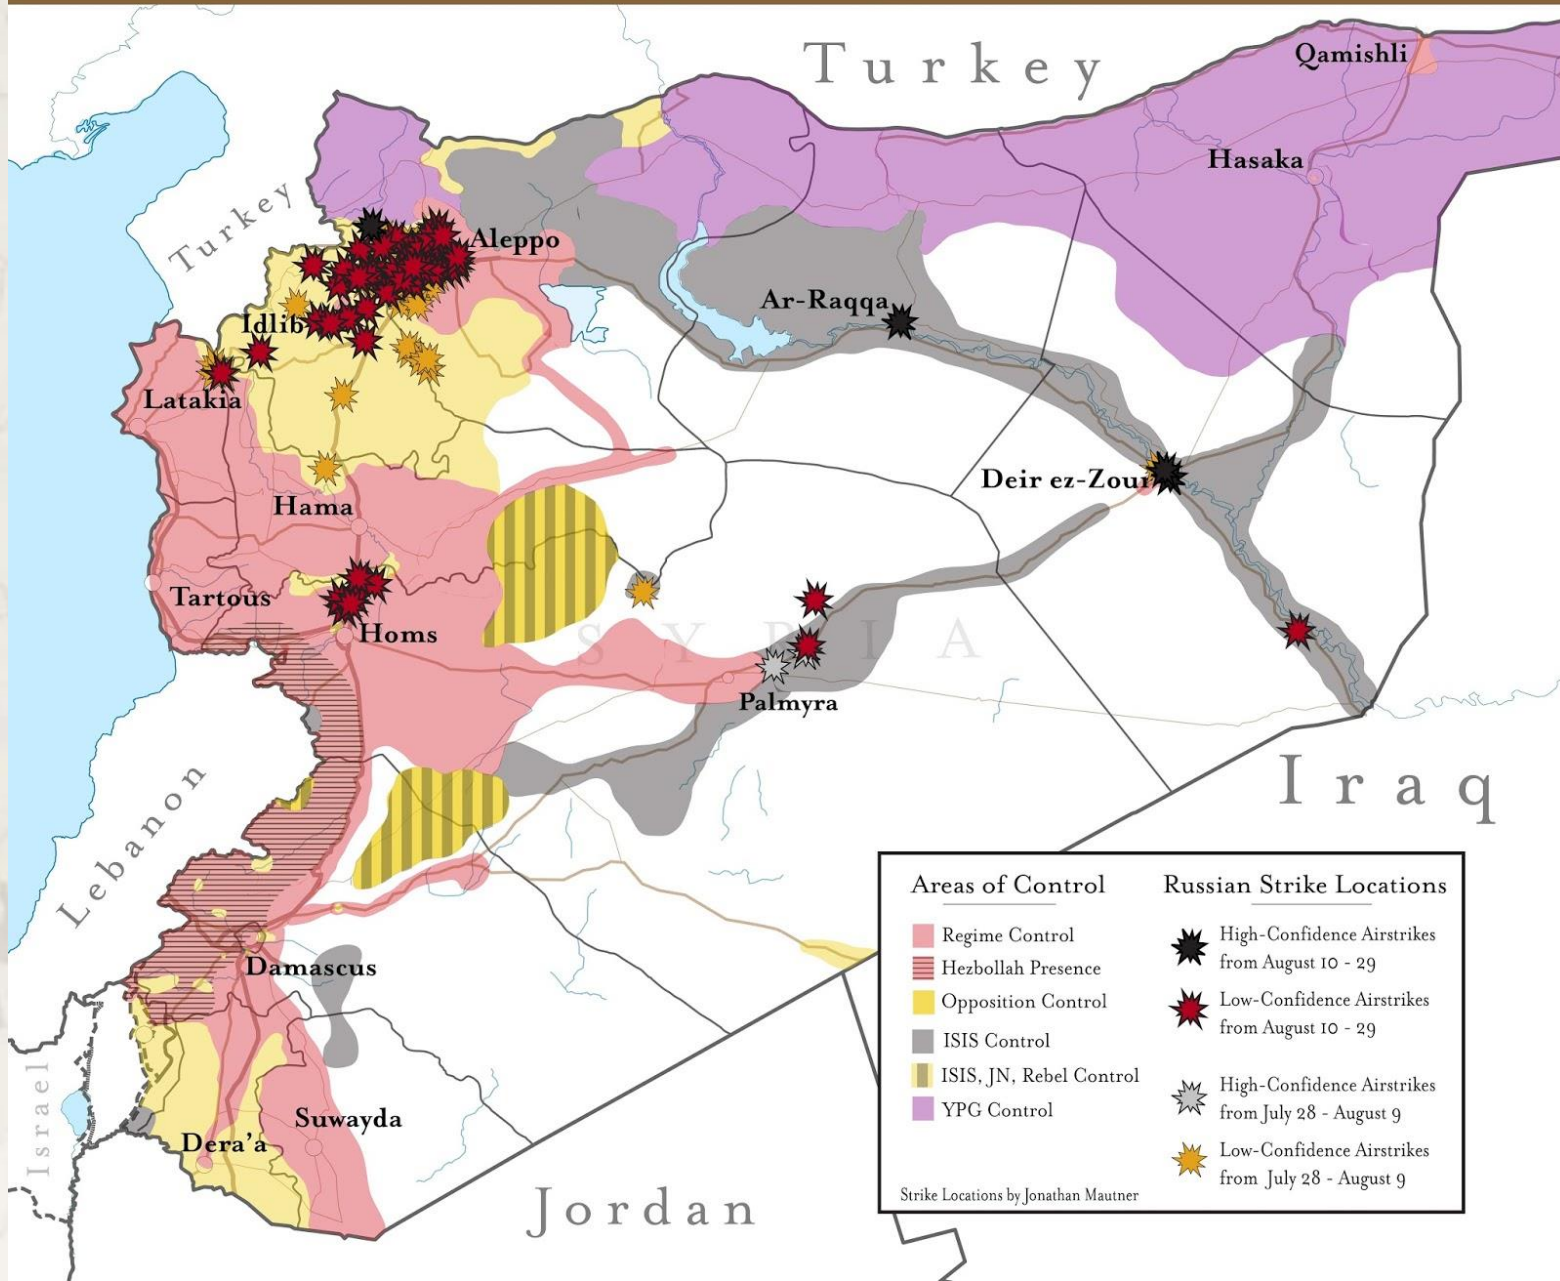 Turkey
Qamishli
Hasaka
Turkey
Aleppo
Ar-Raqqa
Idlib
Latakia
Deir ez-Zour
Hama
Tartous
Homs
SYRIA
Palmyra
Iraq
Lebanon
Damascus
Israel
Suwayda
Dera'a
Jordan
Areas of Control
Regime Control
Hezbollah Presence
Opposition Control
ISIS Control
ISIS, JN, Rebel Control
YPG Control
Strike Locations by Jonathan Mautner
Russian Strike Locations
High-Confidence Airstrikes
from August 10 - 29
Low-Confidence Airstrikes
from August 10 - 29
High-Confidence Airstrikes
from July 28 - August 9
Low-Confidence Airstrikes
from July 28 - August 9